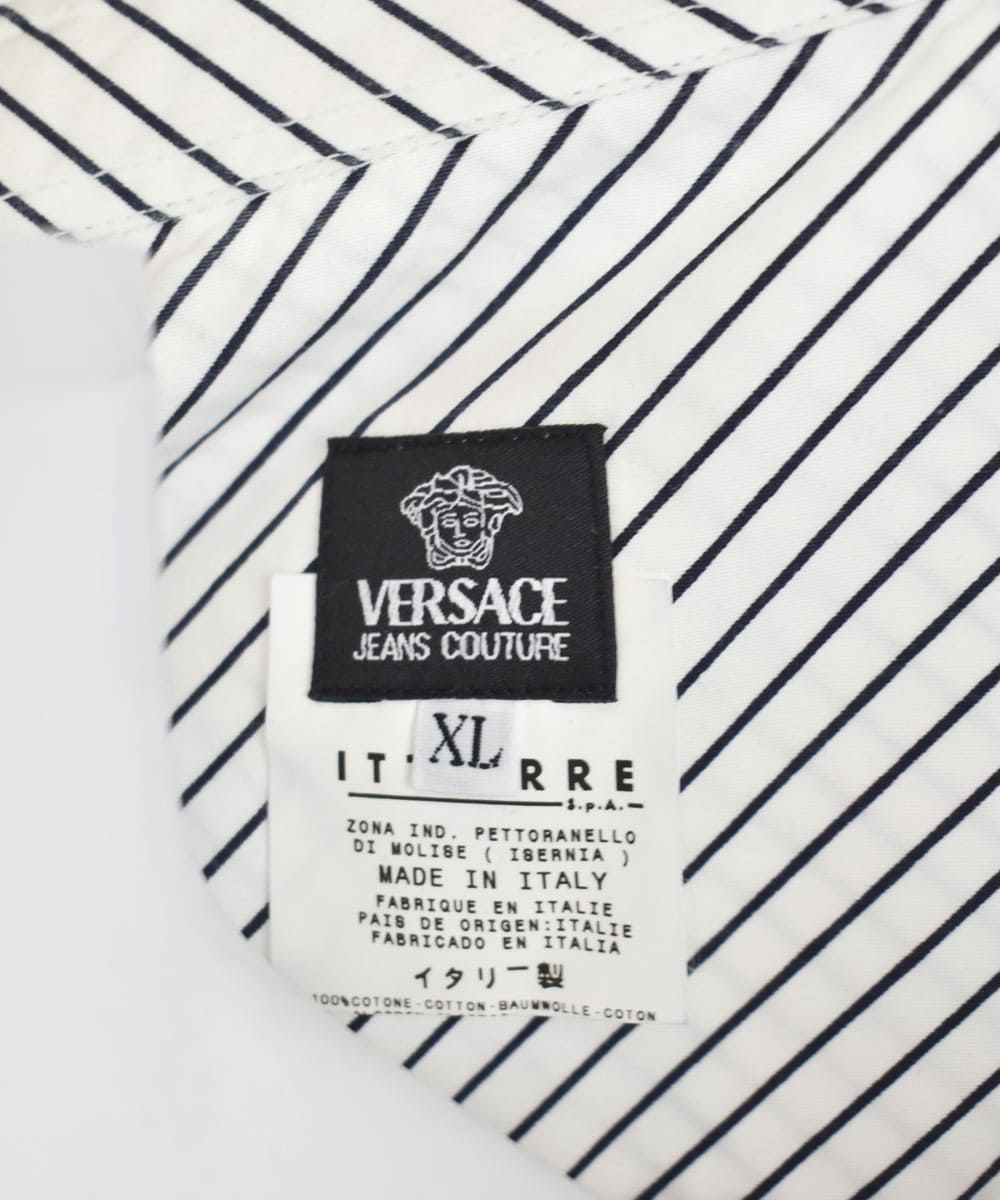 VERSACE
JEANS COUTURE
XL
IT RRE
S.p.A.
ZONA IND. PETTORANELLO
DI MOLISE ( ISERNIA )
MADE IN ITALY
FABRIQUE EN ITALIE
PAIS DE ORIGEN:ITALIE
FABRICADO EN ITALIA
イタリー製
100%COTONE-COTTON-BAUMWOLLE-COTON